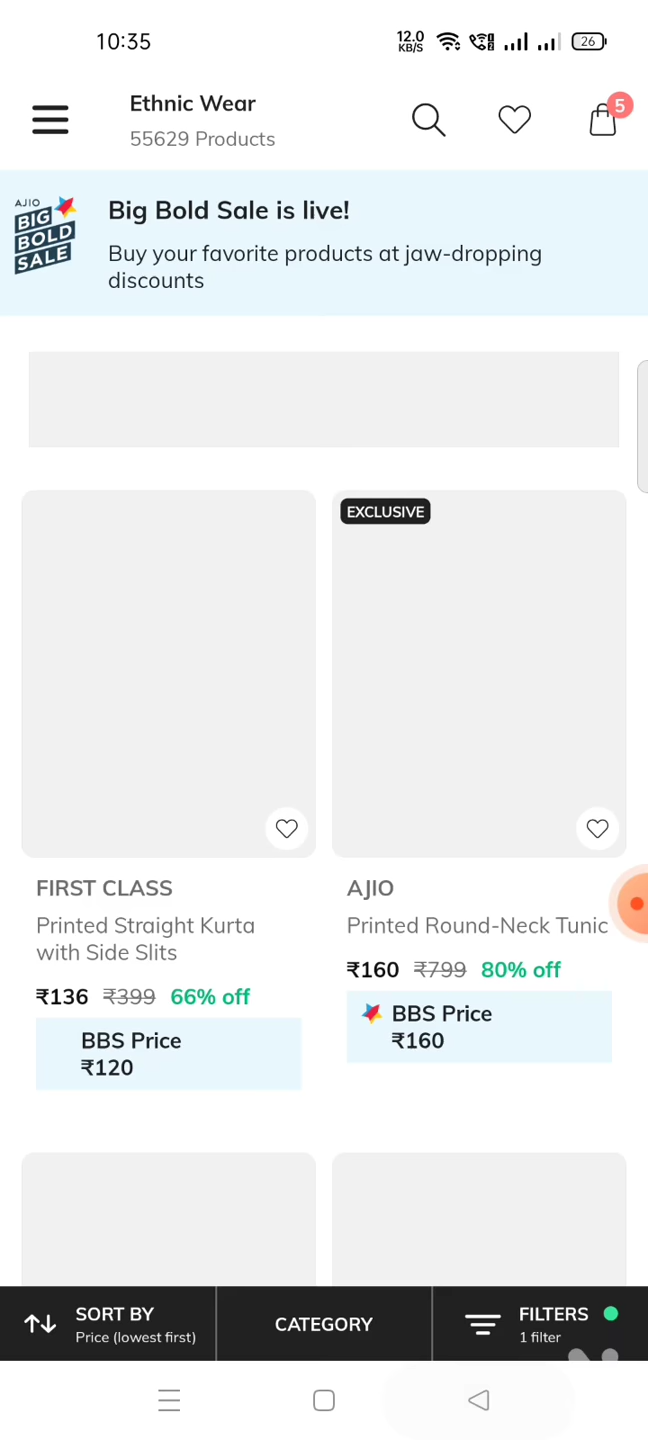 10:35
12.0
KB/S
26
Ethnic Wear
55629 Products
5
AJIO
BIG
BOLD
SALE
Big Bold Sale is live!
Buy your favorite products at jaw-dropping
discounts
EXCLUSIVE
FIRST CLASS
Printed Straight Kurta
with Side Slits
₹136 ₹399 66% off
BBS Price
₹120
AJIO
Printed Round-Neck Tunic
₹160 ₹799 80% off
BBS Price
₹160
SORT BY
Price (lowest first)
CATEGORY
FILTERS
1 filter